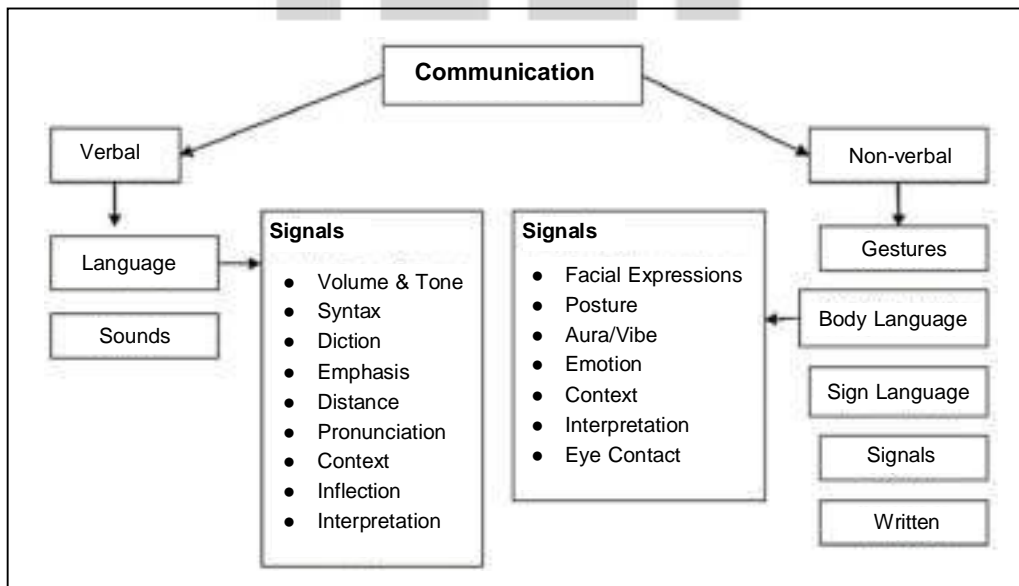 Communication
Verbal
Non-verbal
Language
Sounds
Signals
● Volume & Tone
● Syntax
● Diction
● Emphasis
● Distance
● Pronunciation
● Context
● Inflection
● Interpretation
Signals
● Facial Expressions
● Posture
● Aura/Vibe
● Emotion
● Context
● Interpretation
● Eye Contact
Gestures
Body Language
Sign Language
Signals
Written